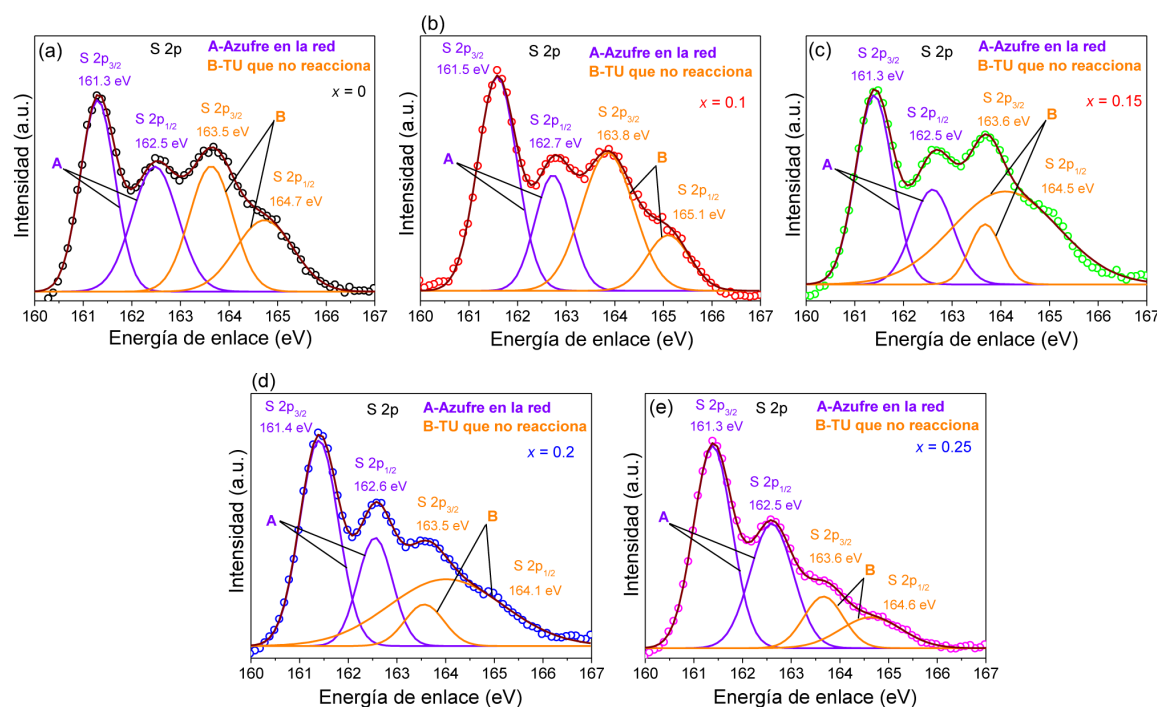 (a)
S 2p
A-Azufre en la red
B-TU que no reacciona
x = 0
S 2p3/2
161.3 eV
S 2p1/2
162.5 eV
S 2p3/2
163.5 eV
S 2p1/2
164.7 eV
A
B
Intensidad (a.u.)
160 161 162 163 164 165 166 167
Energía de enlace (eV)
(b)
S 2p
A-Azufre en la red
B-TU que no reacciona
x = 0.1
S 2p3/2
161.5 eV
S 2p1/2
162.7 eV
S 2p3/2
163.8 eV
S 2p1/2
165.1 eV
A
B
Intensidad (a.u.)
160 161 162 163 164 165 166 167
Energía de enlace (eV)
(c)
S 2p
A-Azufre en la red
B-TU que no reacciona
x = 0.15
S 2p3/2
161.3 eV
S 2p1/2
162.5 eV
S 2p3/2
163.6 eV
S 2p1/2
164.5 eV
A
B
Intensidad (a.u.)
160 161 162 163 164 165 166 167
Energía de enlace (eV)
(d)
S 2p
A-Azufre en la red
B-TU que no reacciona
x = 0.2
S 2p3/2
161.4 eV
S 2p1/2
162.6 eV
S 2p3/2
163.5 eV
S 2p1/2
164.1 eV
A
B
Intensidad (a.u.)
160 161 162 163 164 165 166 167
Energía de enlace (eV)
(e)
S 2p
A-Azufre en la red
B-TU que no reacciona
x = 0.25
S 2p3/2
161.3 eV
S 2p1/2
162.5 eV
S 2p3/2
163.6 eV
S 2p1/2
164.6 eV
A
B
Intensidad (a.u.)
160 161 162 163 164 165 166 167
Energía de enlace (eV)